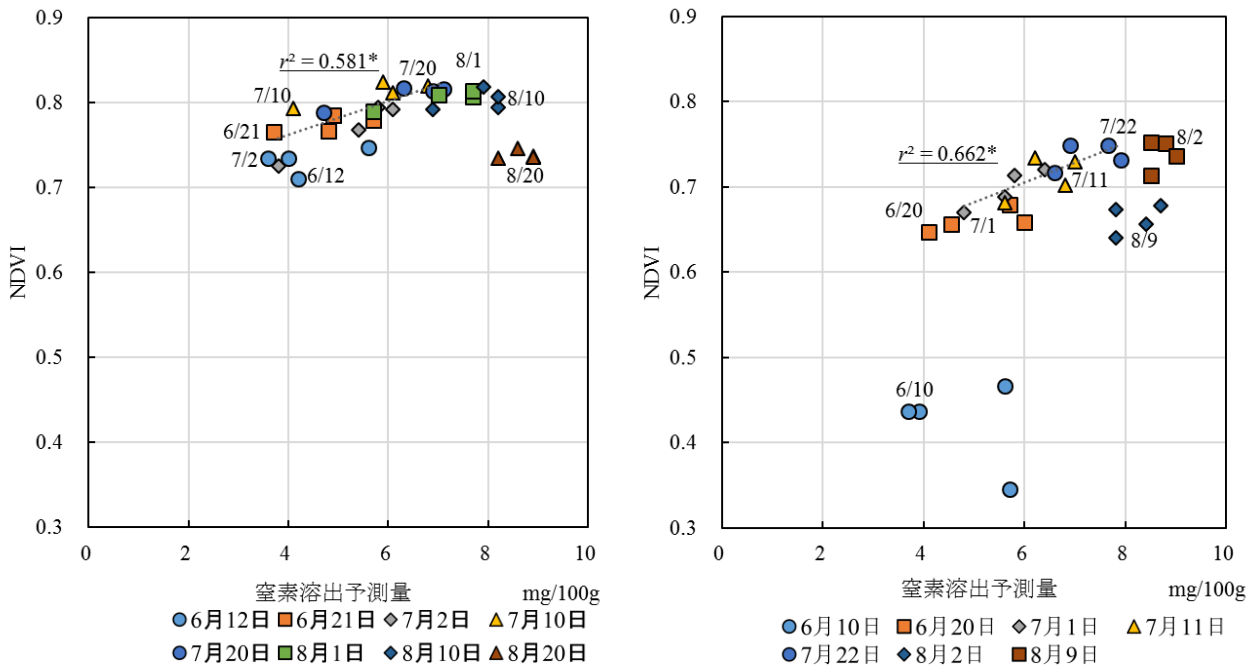 0.9
0.8
0.7
0.6
0.5
0.4
0.3
NDVI
r² = 0.581*
7/10
7/20
8/1
8/10
6/21
7/2
6/12
8/20
0 2 4 6 8 10
窒素溶出予測量 mg/100g
6月12日 6月21日 7月2日 7月10日
7月20日 8月1日 8月10日 8月20日
0.9
0.8
0.7
0.6
0.5
0.4
0.3
NDVI
r² = 0.662*
7/22
8/2
7/11
6/20
7/1
8/9
6/10
0 2 4 6 8 10
窒素溶出予測量 mg/100g
6月10日 6月20日 7月1日 7月11日
7月22日 8月2日 8月9日